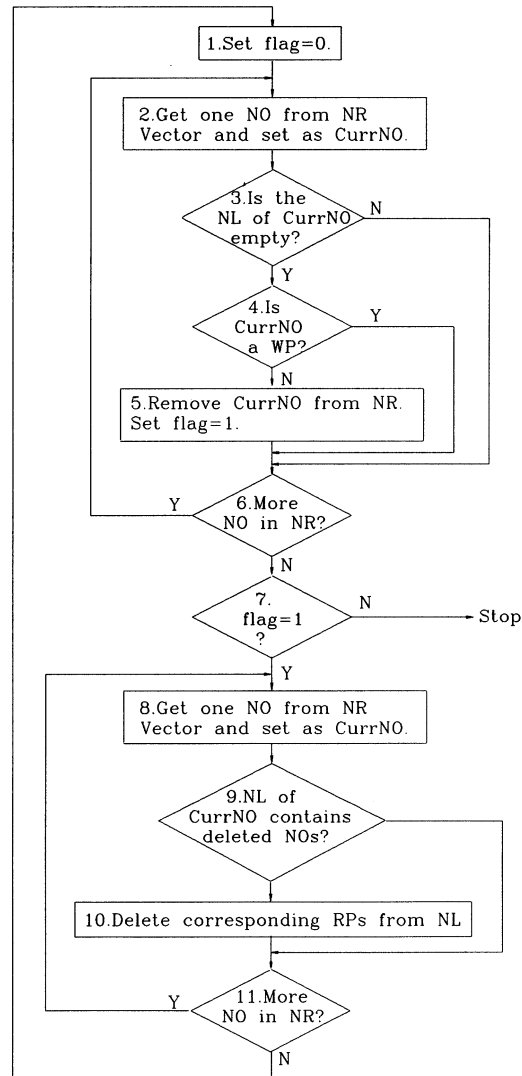 1.Set flag=0.
2.Get one NO from NR
Vector and set as CurrNO.
3.Is the
NL of CurrNO
empty?
N
Y
4.Is
CurrNO
a WP?
Y
N
5.Remove CurrNO from NR.
Set flag=1.
6.More
NO in NR?
Y
N
7.
flag=1
?
N
Stop
Y
8.Get one NO from NR
Vector and set as CurrNO.
9.NL of
CurrNO contains
deleted NOs?
10.Delete corresponding RPs from NL
11.More
NO in NR?
Y
N